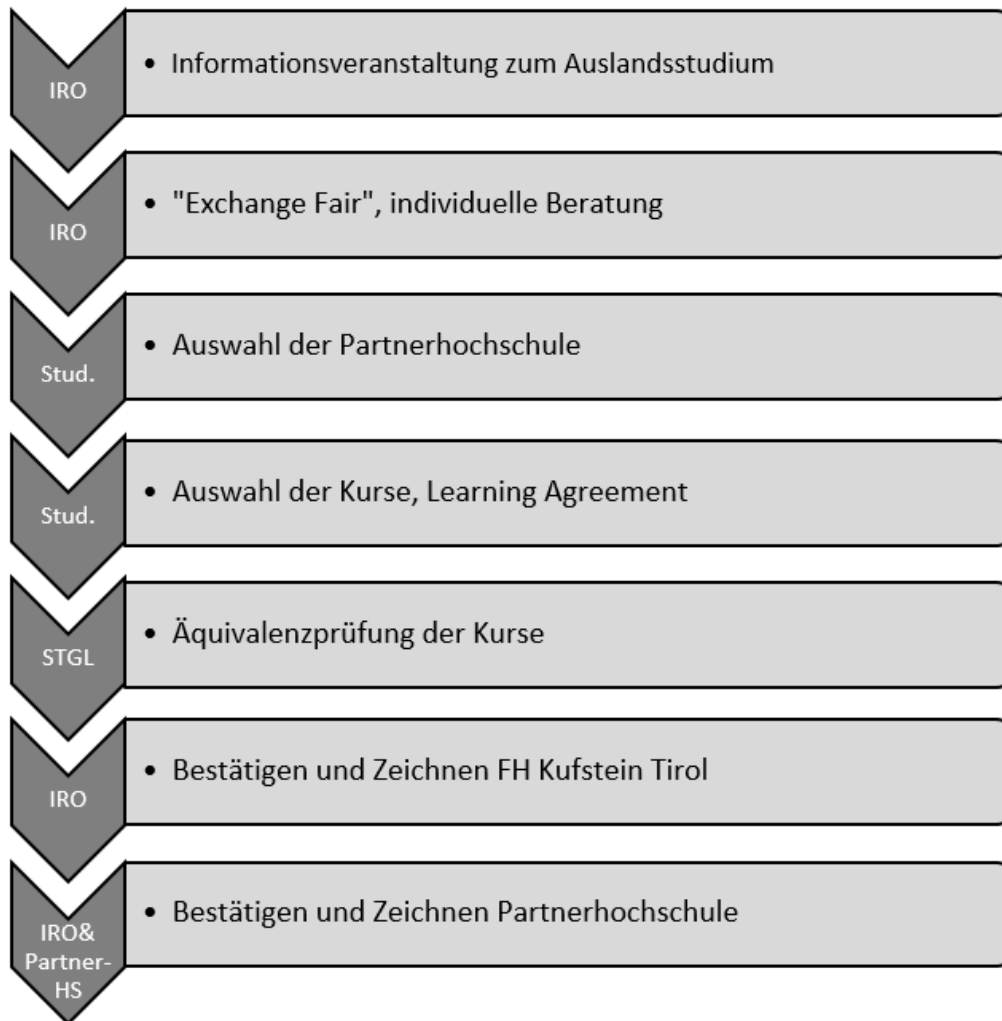 IRO
• Informationsveranstaltung zum Auslandsstudium
IRO
• "Exchange Fair", individuelle Beratung
Stud.
• Auswahl der Partnerhochschule
Stud.
• Auswahl der Kurse, Learning Agreement
STGL
• Äquivalenzprüfung der Kurse
IRO
• Bestätigen und Zeichnen FH Kufstein Tirol
IRO&
Partner-
HS
• Bestätigen und Zeichnen Partnerhochschule